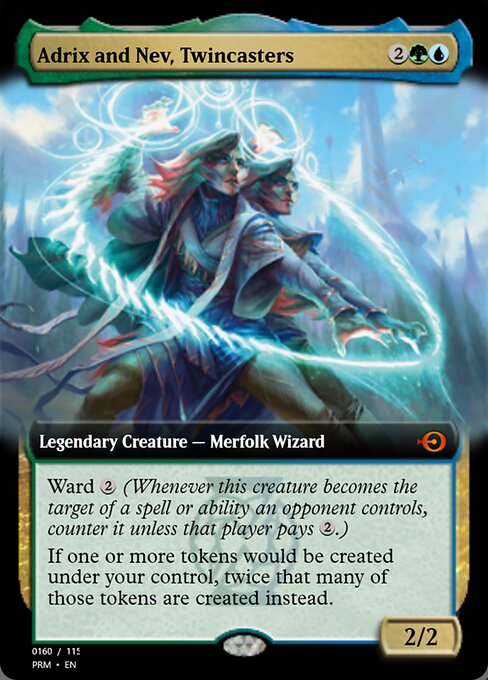 Adrix and Nev, Twincasters 2
Legendary Creature — Merfolk Wizard
Ward 2 (Whenever this creature becomes the
target of a spell or ability an opponent controls,
counter it unless that player pays 2.)
If one or more tokens would be created
under your control, twice that many of
those tokens are created instead.
2/2
0160 / 115
PRM • EN